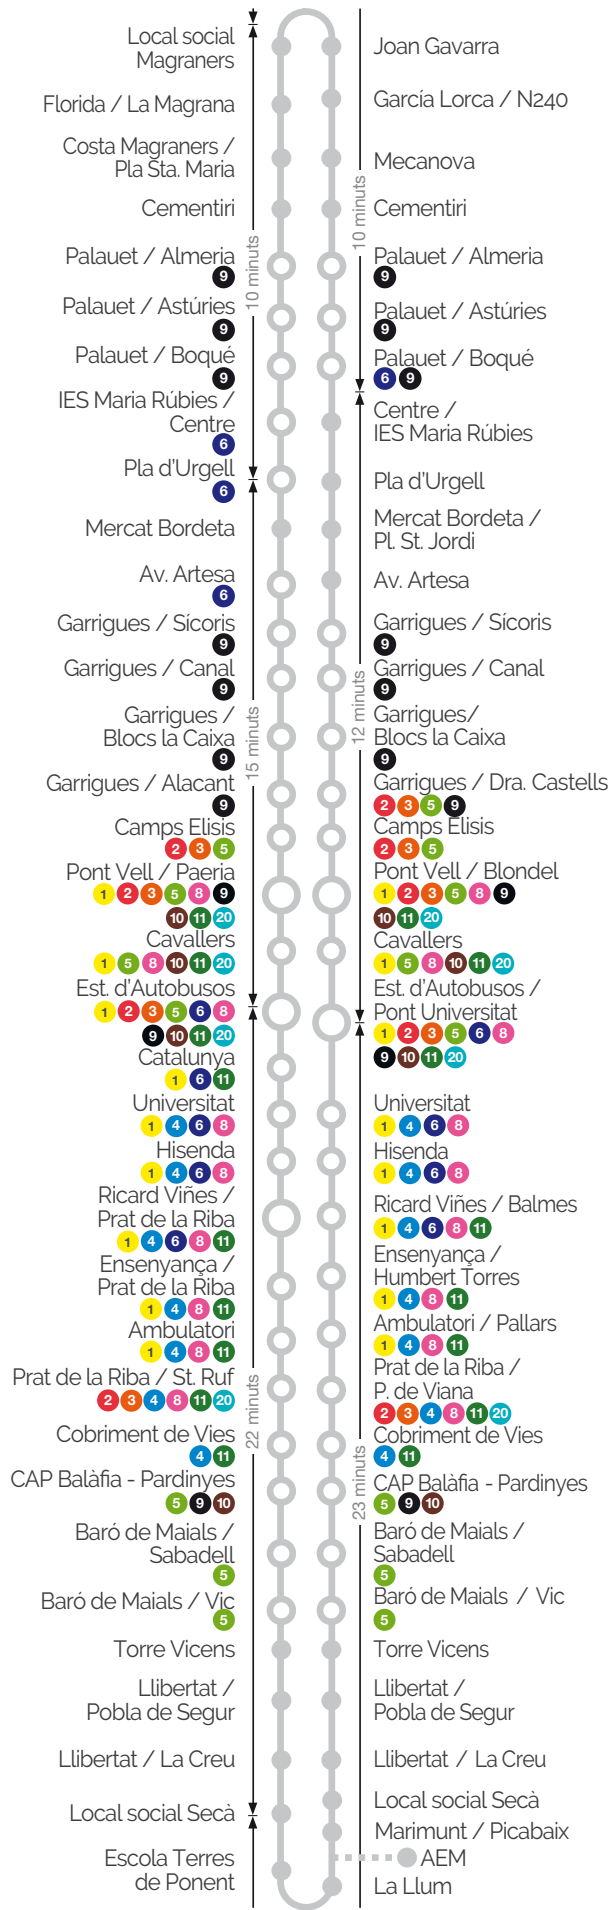 Local social
Magraners
Florida / La Magrana
Costa Magraners /
Pla Sta. Maria
Cementiri
Palauet / Almeria
9
Palauet / Astúries
9
Palauet / Boqué
9
IES Maria Rúbies /
Centre
6
Pla d'Urgell
6
Mercat Bordeta
Av. Artesa
6
Garrigues / Sícoris
9
Garrigues / Canal
9
Garrigues /
Blocs la Caixa
9
Garrigues / Alacant
9
Camps Elisis
2 3 5
Pont Vell / Paeria
1 2 3 5 8 9
10 11 20
Cavallers
1 5 8 10 11 20
Est. d'Autobusos
1 2 3 5 6 8
9 10 11 20
Catalunya
1 6 11
Universitat
1 4 6 8
Hisenda
1 4 6 8
Ricard Viñes /
Prat de la Riba
1 4 6 8 11
Ensenyança /
Prat de la Riba
1 4 8 11
Ambulatori
1 4 8 11
Prat de la Riba / St. Ruf
2 3 4 8 11 20
Cobriment de Vies
4 11
CAP Balàfia - Pardinyes
5 9 10
Baró de Maials /
Sabadell
5
Baró de Maials / Vic
5
Torre Vicens
Llibertat /
Pobla de Segur
Llibertat / La Creu
Local social Secà
Escola Terres
de Ponent
10 minuts
15 minuts
22 minuts
10 minuts
12 minuts
23 minuts
Joan Gavarra
García Lorca / N240
Mecanova
Cementiri
Palauet / Almeria
9
Palauet / Astúries
9
Palauet / Boqué
6 9
Centre /
IES Maria Rúbies
Pla d'Urgell
Mercat Bordeta /
Pl. St. Jordi
Av. Artesa
Garrigues / Sícoris
9
Garrigues / Canal
9
Garrigues/
Blocs la Caixa
9
Garrigues / Dra. Castells
2 3 5 9
Camps Elisis
2 3 5
Pont Vell / Blondel
1 2 3 5 8 9
10 11 20
Cavallers
1 5 8 10 11 20
Est. d'Autobusos /
Pont Universitat
1 2 3 5 6 8
9 10 11 20
Universitat
1 4 6 8
Hisenda
1 4 6 8
Ricard Viñes / Balmes
1 4 6 8 11
Ensenyança /
Humbert Torres
1 4 8 11
Ambulatori / Pallars
1 4 8 11
Prat de la Riba /
P. de Viana
2 3 4 8 11 20
Cobriment de Vies
4 11
CAP Balàfia - Pardinyes
5 9 10
Baró de Maials /
Sabadell
5
Baró de Maials / Vic
5
Torre Vicens
Llibertat /
Pobla de Segur
Llibertat / La Creu
Local social Secà
Marimunt / Picabaix
AEM
La Llum